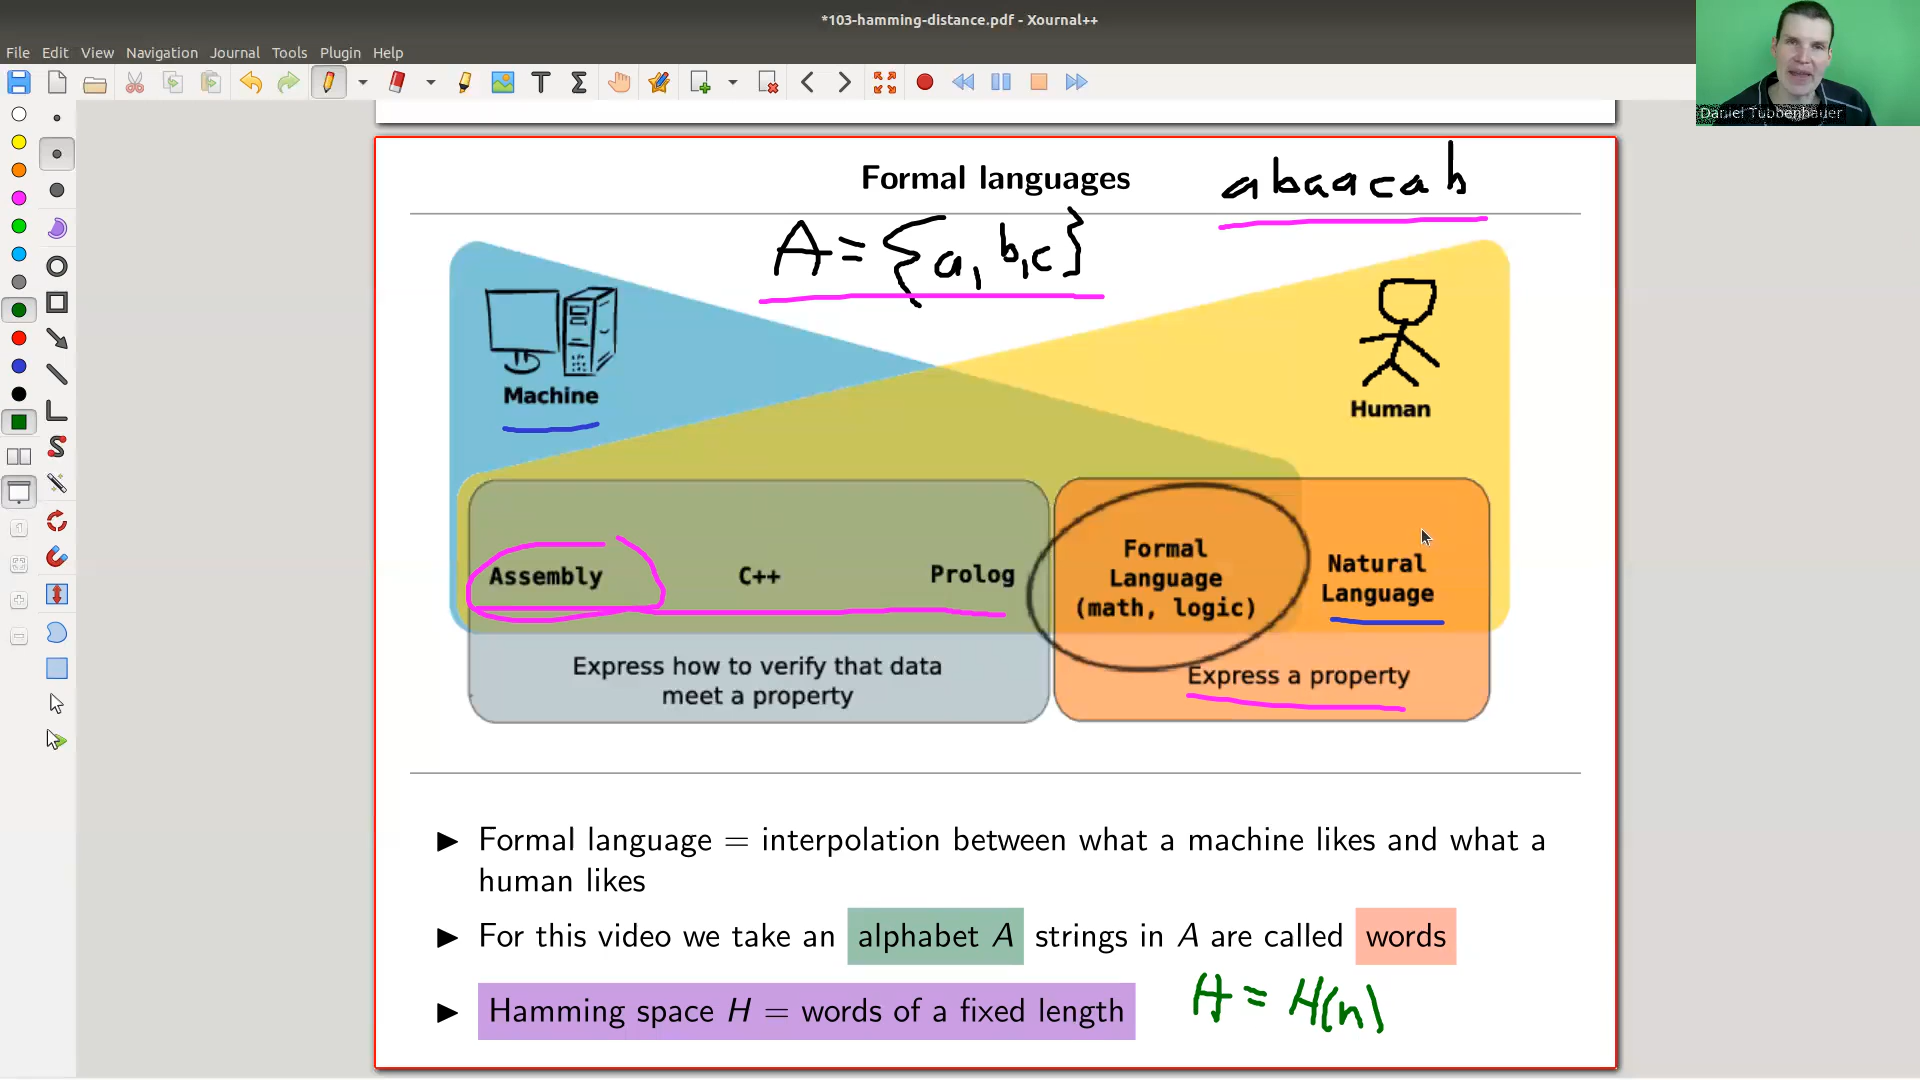 *103-hamming-distance.pdf - Xournal++
File Edit View Navigation Journal Tools Plugin Help
Daniel Tubbenhauer
Formal languages
abaacab
A = {a, b, c}
Machine
Human
Assembly C++ Prolog
Formal
Language
(math, logic)
Natural
Language
Express how to verify that data
meet a property
Express a property
▶ Formal language = interpolation between what a machine likes and what a
human likes
▶ For this video we take an alphabet A strings in A are called words
▶ Hamming space H = words of a fixed length
H = H(n)